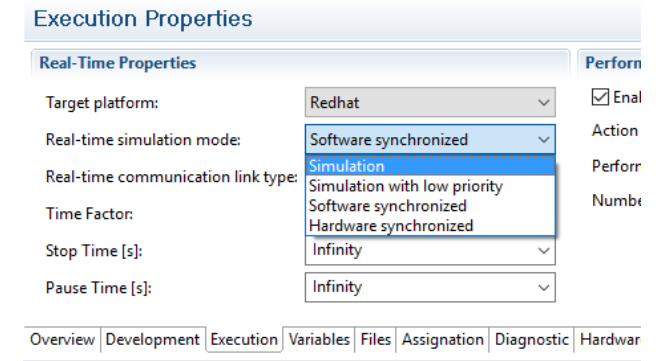 Execution Properties
Real-Time Properties
Target platform: Redhat
Real-time simulation mode: Software synchronized
Real-time communication link type:
Simulation
Simulation with low priority
Software synchronized
Hardware synchronized
Time Factor:
Stop Time [s]: Infinity
Pause Time [s]: Infinity
Perform
Enal
Action
Perforr
Numbe
Overview Development Execution Variables Files Assignation Diagnostic Hardwar